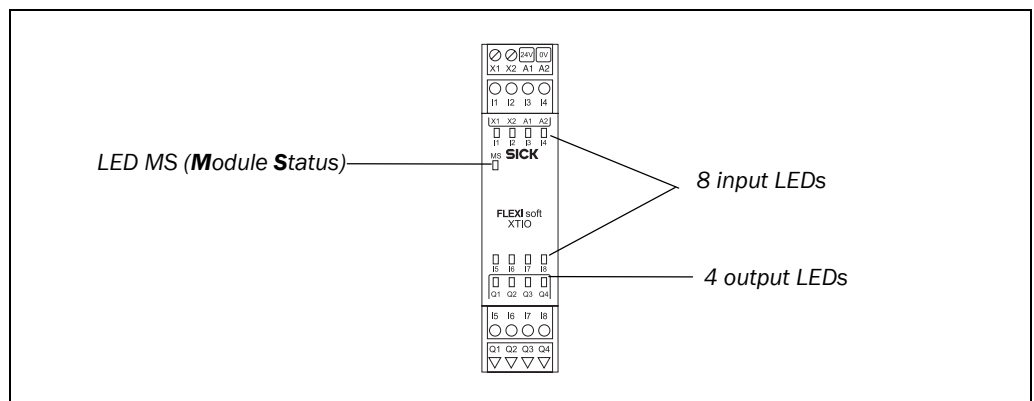 24V 0V
X1 X2 A1 A2
I1 I2 I3 I4
X1 X2 A1 A2
I1 I2 I3 I4
MS SICK
LED MS (Module Status)
8 input LEDs
FLEXI soft
XTIO
I5 I6 I7 I8
4 output LEDs
Q1 Q2 Q3 Q4
I5 I6 I7 I8
Q1 Q2 Q3 Q4